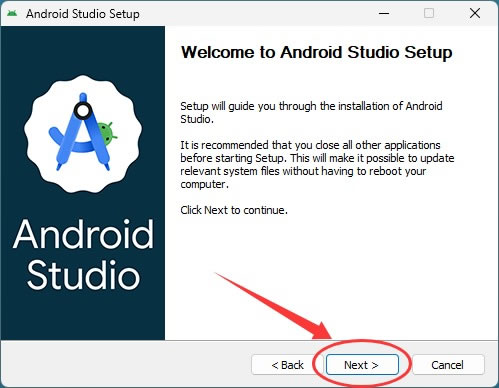 Android Studio Setup
Welcome to Android Studio Setup
Setup will guide you through the installation of Android
Studio.
It is recommended that you close all other applications
before starting Setup. This will make it possible to update
relevant system files without having to reboot your
computer.
Click Next to continue.
Android
Studio
< Back
Next >
Cancel